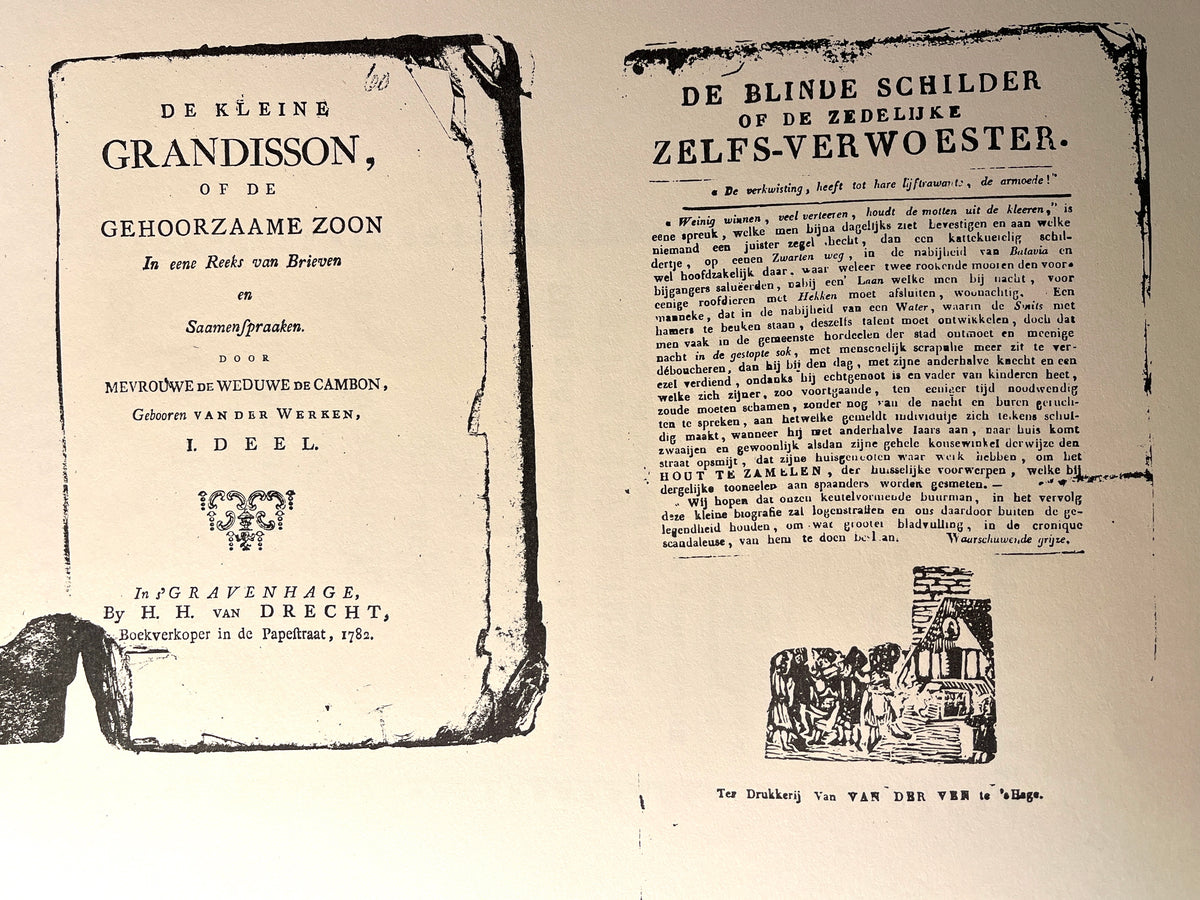 DE KLEINE
GRANDISSON,
OF DE
GEHOORZAAME ZOON
In eene Reeks van Brieven
en
Saamenſpraaken.
DOOR
MEVROUWE DE WEDUWE DE CAMBON,
Gebooren VAN DER WERKEN,
I. DEEL.
In s'GRAVENHAGE,
By H. H. VAN DRECHT,
Boekverkoper in de Papeſtraat, 1782.
DE BLINDE SCHILDER
OF DE ZEDELIJKE
ZELFS-VERWOESTER.
« De verkwisting, heeft tot hare lijftrawants, de armoede!"
« Weinig winnen, veel verteeren, houdt de motten uit de kleeren," is
eene spreuk, welke men bijna dagelijks ziet bevestigen en aan welke
niemand een juister zegel hecht, dan een kattekueidig schil-
dertje, op eenen Zwarten weg, in de nabijheid van Batavia en
wel hoofdzakelijk daar, waar weleer twee rookende mooren den voor-
bijgangers salueerden, nabij een' Laan welke men bij nacht, voor
eenige roofdieren met Hekken moet afsluiten, woonachtig. Een
manneke, dat in de nabijheid van een Water, waarin de Smits met
hamers te beuken staan, deszelfs talent moet ontwikkelen, doch dat
men vaak in de gemeenste hordeelen der stad ontmoet en meenige
nacht in de gestopte sok, met menschelijk scrapulie meer zit te ver-
déboucheren, dan hij bij den dag, met zijne anderhalve knecht en een
ezel verdiend, ondanks hij echtgenoot is en vader van kinderen heet,
welke zich zijner, zoo voortgaande, ten eeniger tijd noodwendig
zoude moeten schamen, zonder nog van de nacht en buren geruch-
ten te spreken, aan hetwelke gemeldt individutje zich telkens schul-
dig maakt, wanneer hij met anderhalve laars aan, naar huis komt
zwaaijen en gewoonlijk alsdan zijne gehele konsewinkel derwijze den
straat opsmijt, dat zijne huisgenooten waar werk hebben, om het
HOUT TE ZAMELEN, der huisselijke voorwerpen, welke bij
dergelijke tooneelen aan spaanders worden gesmeten. —
Wij hopen dat onzen keutelvormende buurman, in het vervolg
deze kleine biografie zal logenstraffen en ons daardoor buiten de ge-
legendheid houden, om wat grooter bladvulling, in de cronique
scandaleuse, van hem te doen Waarschuwende grijze.
Ter Drukkerij Van VAN DER VEN te 'sHage.